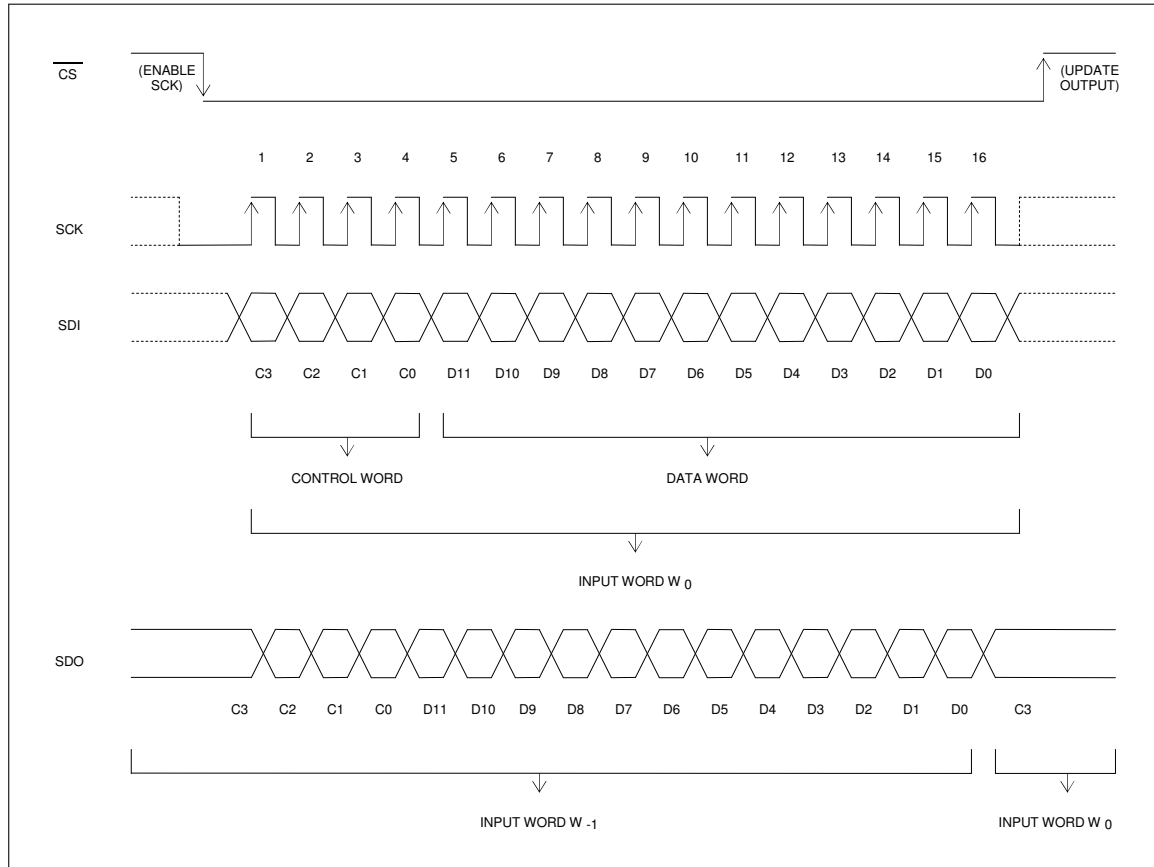 CS
(ENABLE
SCK)
(UPDATE
OUTPUT)
1 2 3 4 5 6 7 8 9 10 11 12 13 14 15 16
SCK
SDI
C3 C2 C1 C0 D11 D10 D9 D8 D7 D6 D5 D4 D3 D2 D1 D0
CONTROL WORD DATA WORD
INPUT WORD W 0
SDO
C3 C2 C1 C0 D11 D10 D9 D8 D7 D6 D5 D4 D3 D2 D1 D0 C3
INPUT WORD W -1 INPUT WORD W 0